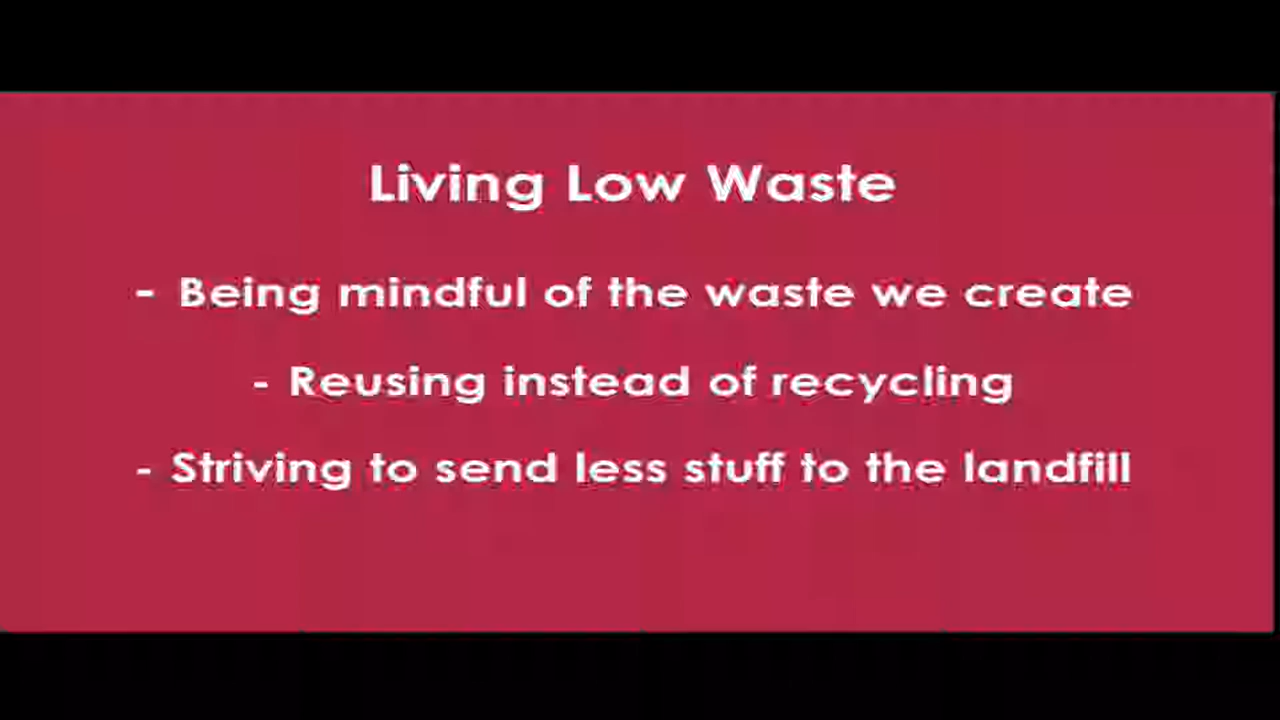 Living Low Waste
- Being mindful of the waste we create
- Reusing instead of recycling
- Striving to send less stuff to the landfill